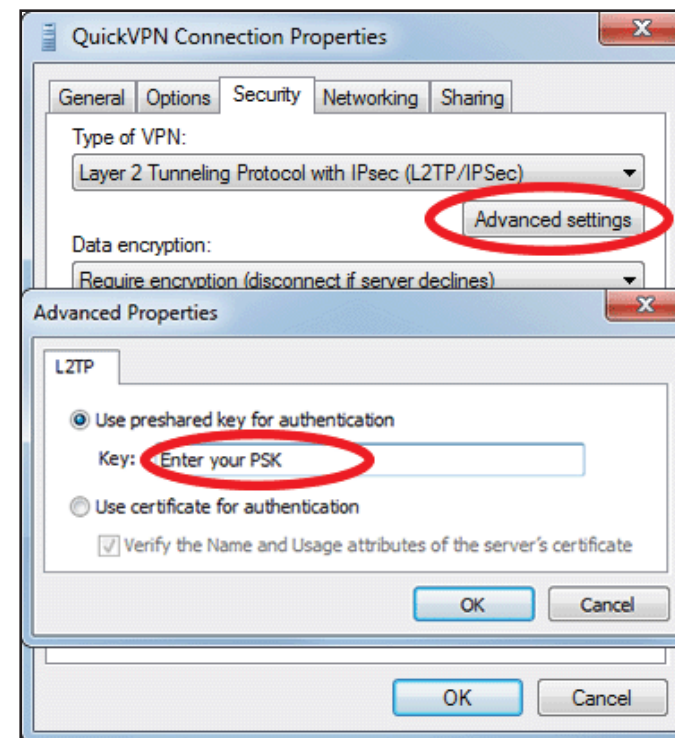 QuickVPN Connection Properties
General Options Security Networking Sharing
Type of VPN:
Layer 2 Tunneling Protocol with IPsec (L2TP/IPSec)
Advanced settings
Data encryption:
Require encryption (disconnect if server declines)
Advanced Properties
L2TP
Use preshared key for authentication
Key: Enter your PSK
Use certificate for authentication
Verify the Name and Usage attributes of the server's certificate
OK Cancel
OK Cancel